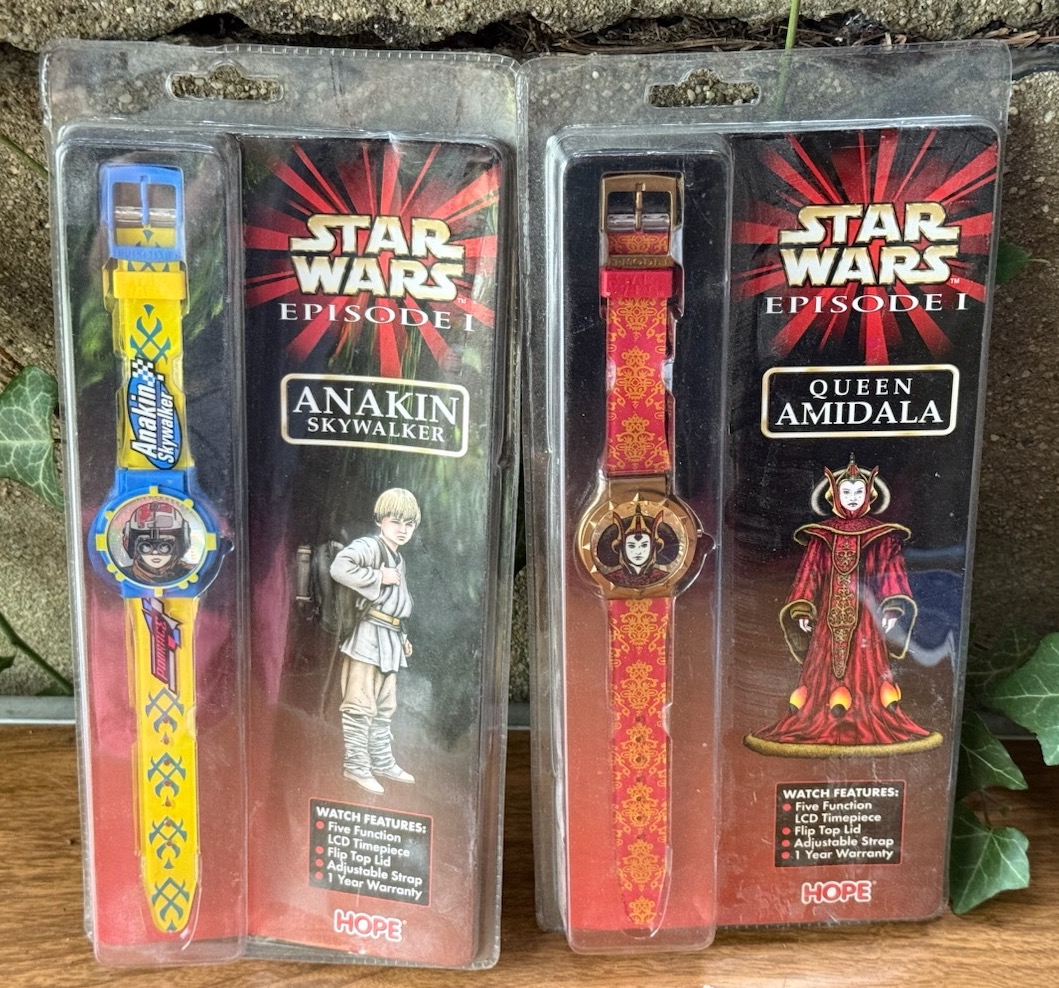 STAR
WARS
EPISODE I
ANAKIN
SKYWALKER
Anakin
Skywalker
WATCH FEATURES:
Five Function
LCD Timepiece
Flip Top Lid
Adjustable Strap
1 Year Warranty
HOPE
STAR
WARS
EPISODE I
QUEEN
AMIDALA
WATCH FEATURES:
Five Function
LCD Timepiece
Flip Top Lid
Adjustable Strap
1 Year Warranty
HOPE